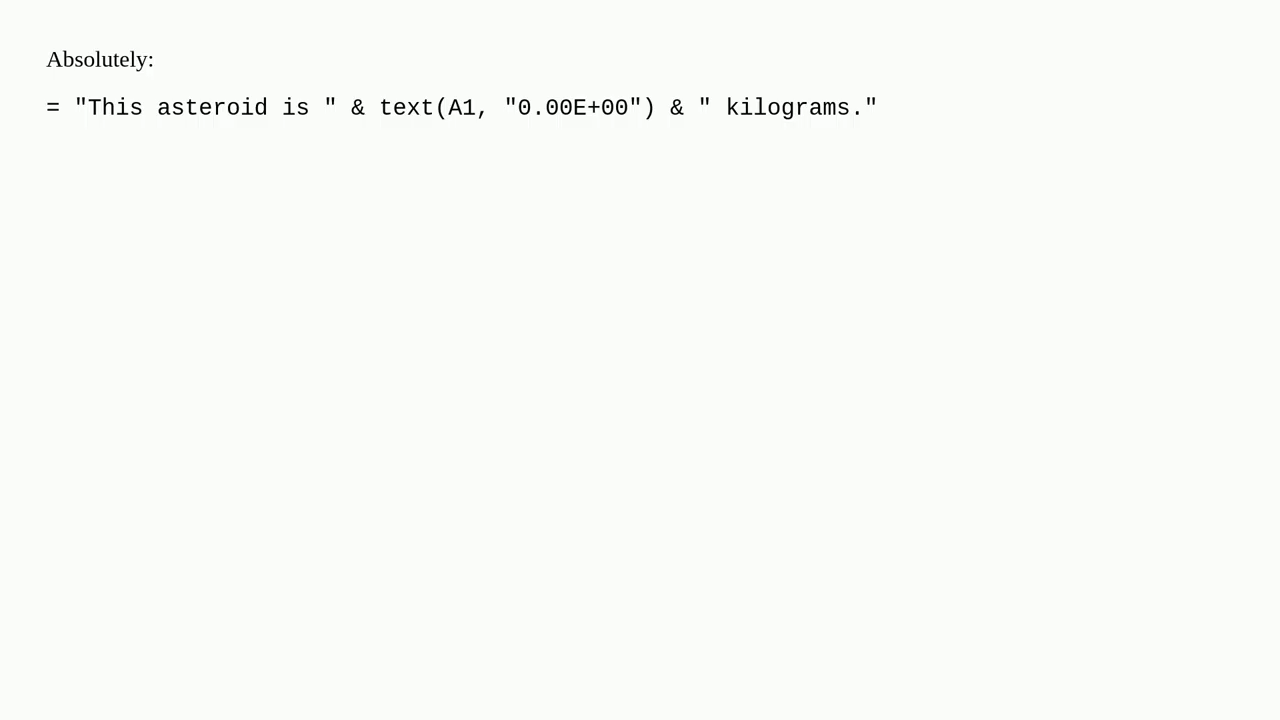 Absolutely:
= "This asteroid is " & text(A1, "0.00E+00") & " kilograms."